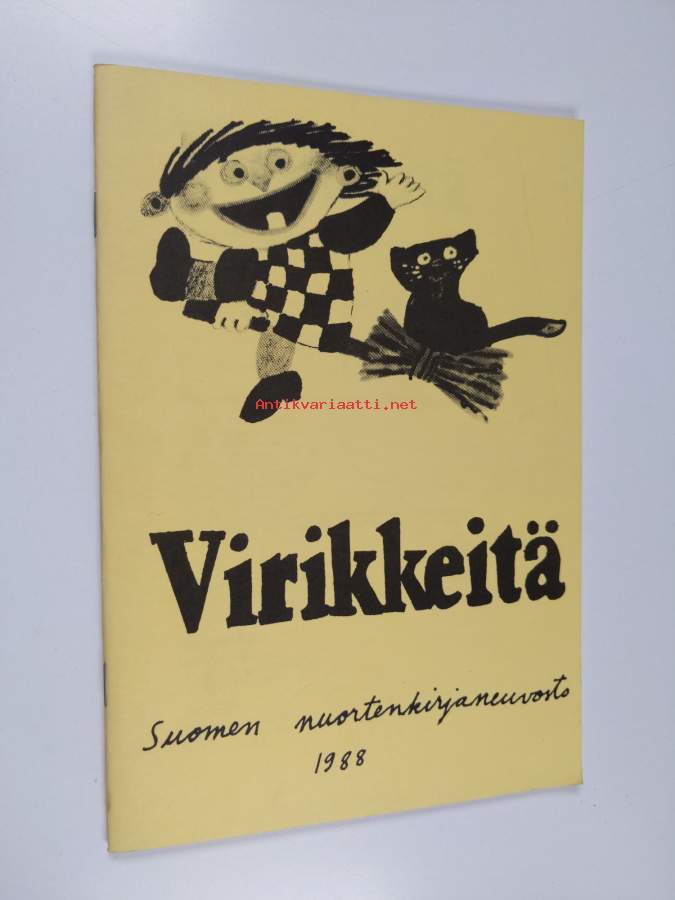 Antikvariaatti.net
Virikkeitä
Suomen nuortenkirjaneuvosto
1988